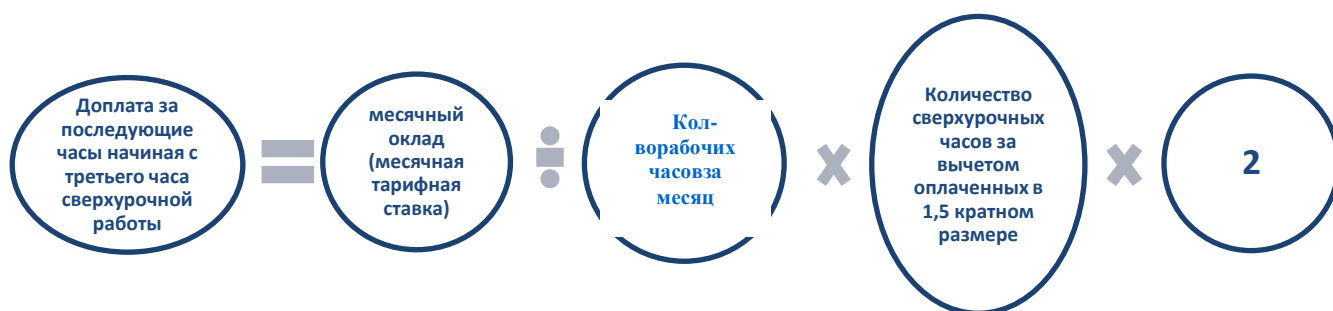 Доплата за
последующие
часы начиная с
третьего часа
сверхурочной
работы
=
месячный
оклад
(месячная
тарифная
ставка)
÷
Кол-
ворабочих
часовза
месяц
×
Количество
сверхурочных
часов за
вычетом
оплаченных в
1,5 кратном
размере
×
2